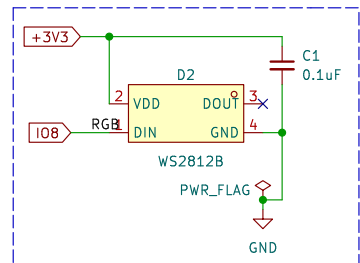 +3V3
C1
0.1uF
D2
2 VDD DOUT 3
RGB
IO8 1 DIN GND 4
WS2812B
PWR_FLAG
GND